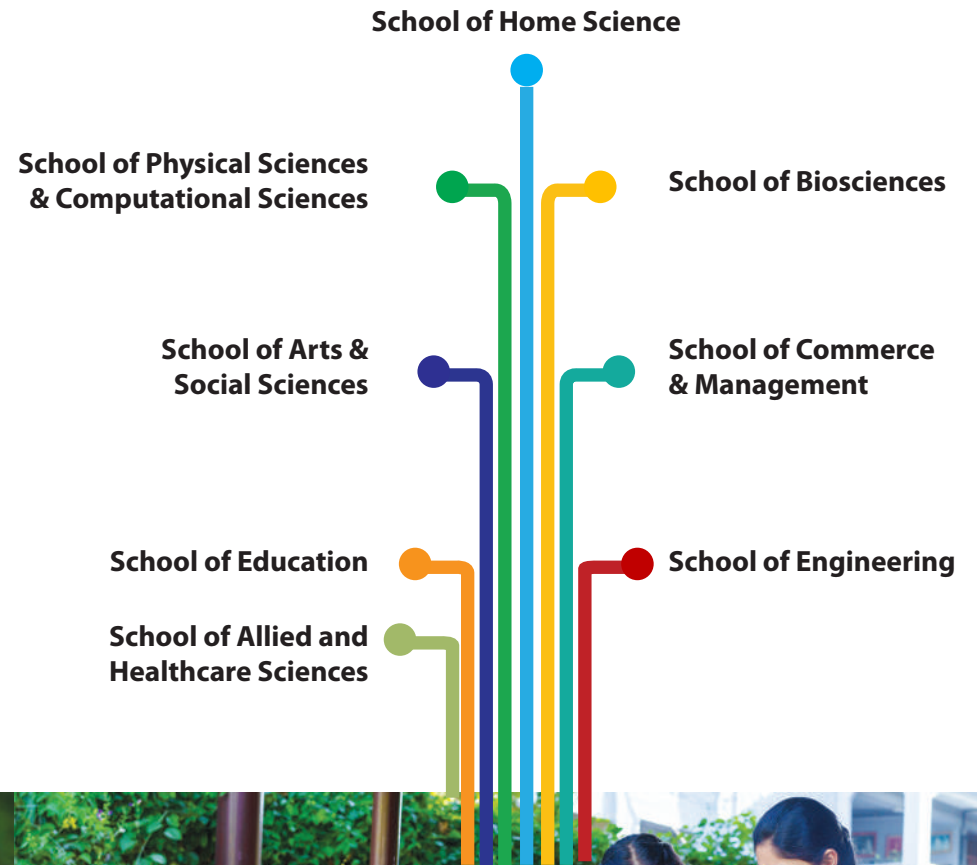 School of Home Science
School of Physical Sciences
& Computational Sciences
School of Biosciences
School of Arts &
Social Sciences
School of Commerce
& Management
School of Education
School of Engineering
School of Allied and
Healthcare Sciences